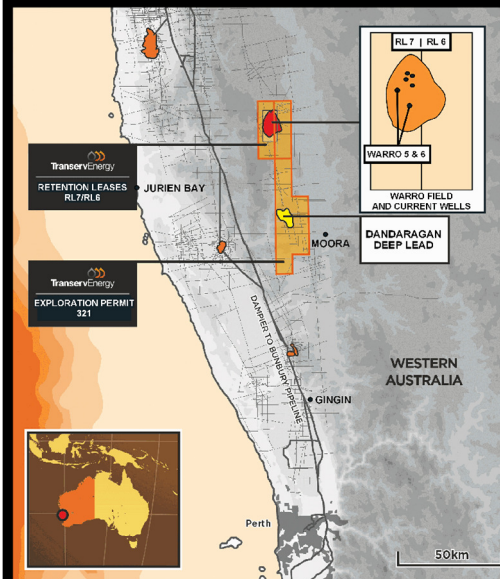 RL 7 | RL 6
WARRO 5 & 6
WARRO FIELD
AND CURRENT WELLS
TranservEnergy
RETENTION LEASES
RL7/RL6
JURIEN BAY
MOORA
DANDARAGAN
DEEP LEAD
TranservEnergy
EXPLORATION PERMIT
321
DAMPIER TO BUNBURY PIPELINE
WESTERN
AUSTRALIA
GINGIN
Perth
50km